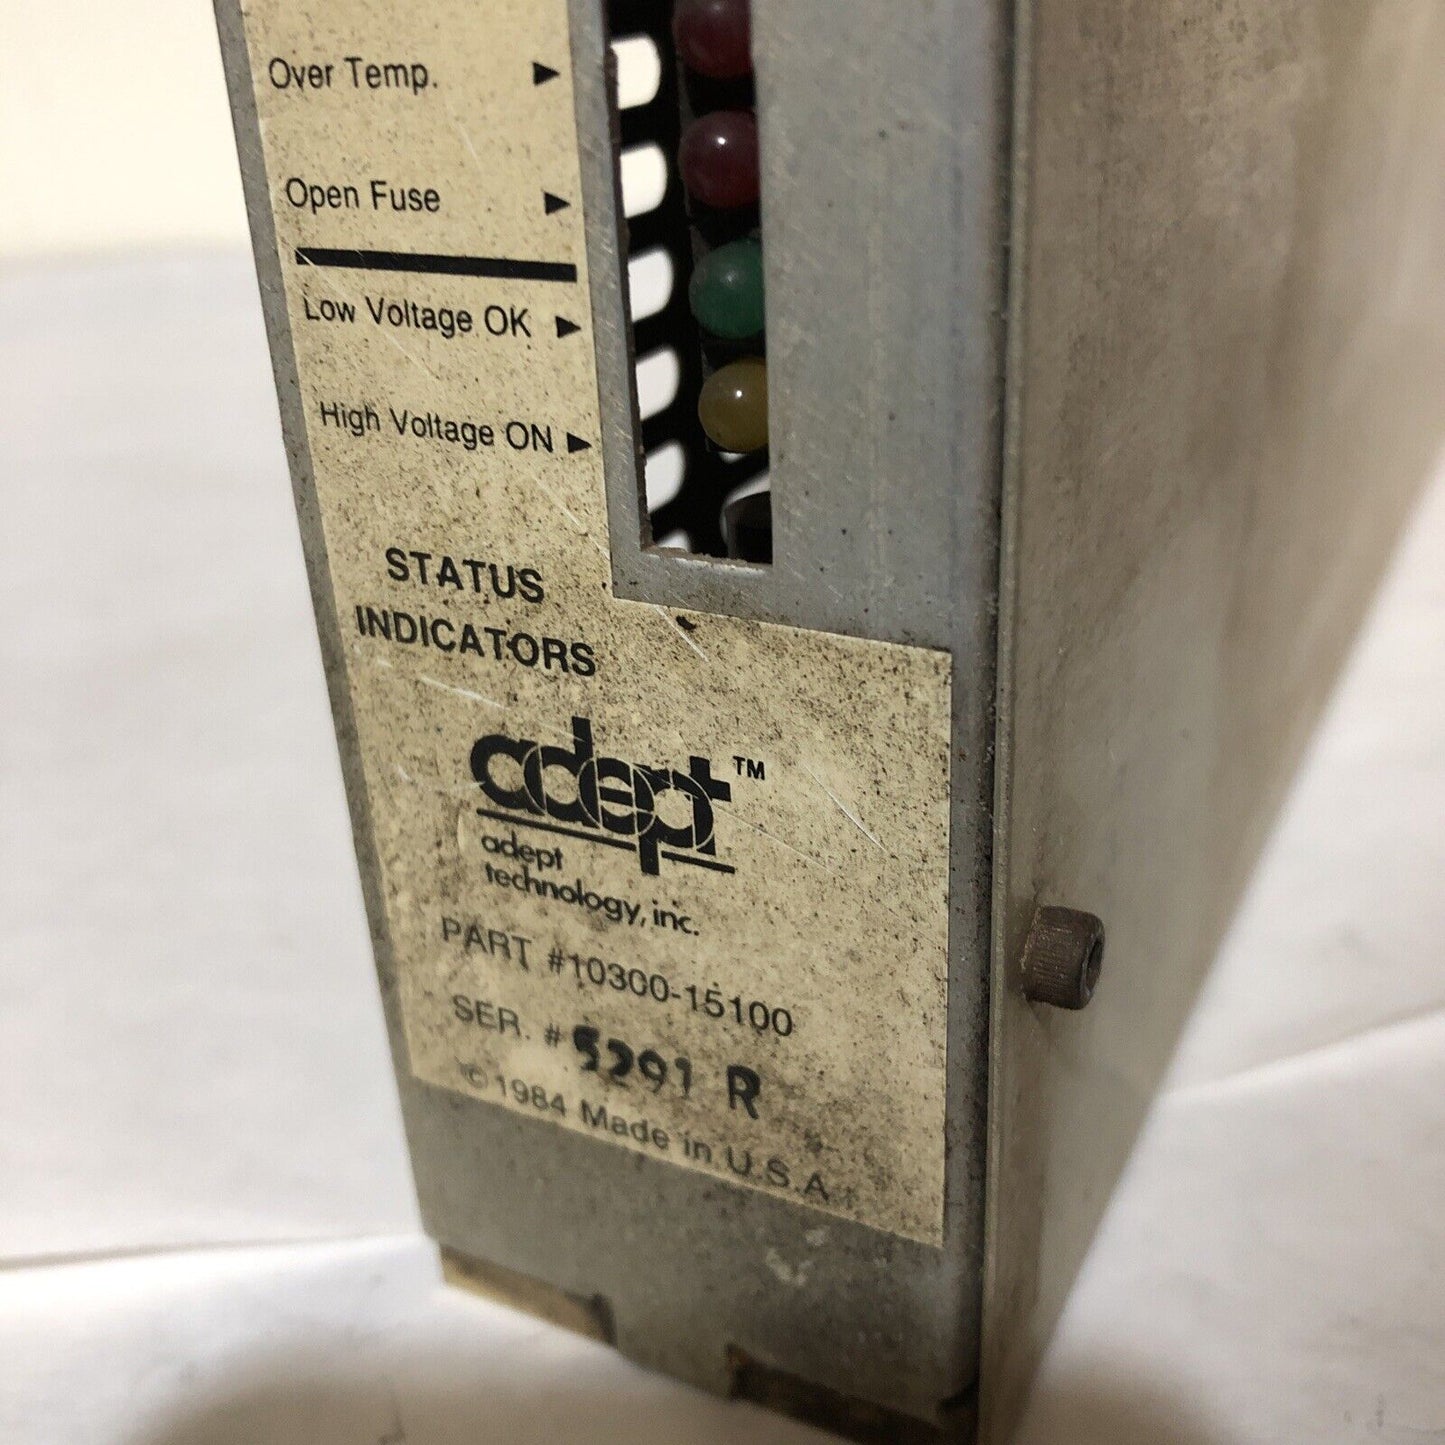 Over Temp. ►
Open Fuse ►
Low Voltage OK ►
High Voltage ON ►
STATUS
INDICATORS
adept™
adept
technology, inc.
PART #10300-15100
SER. # 5291 R
© 1984 Made in U.S.A